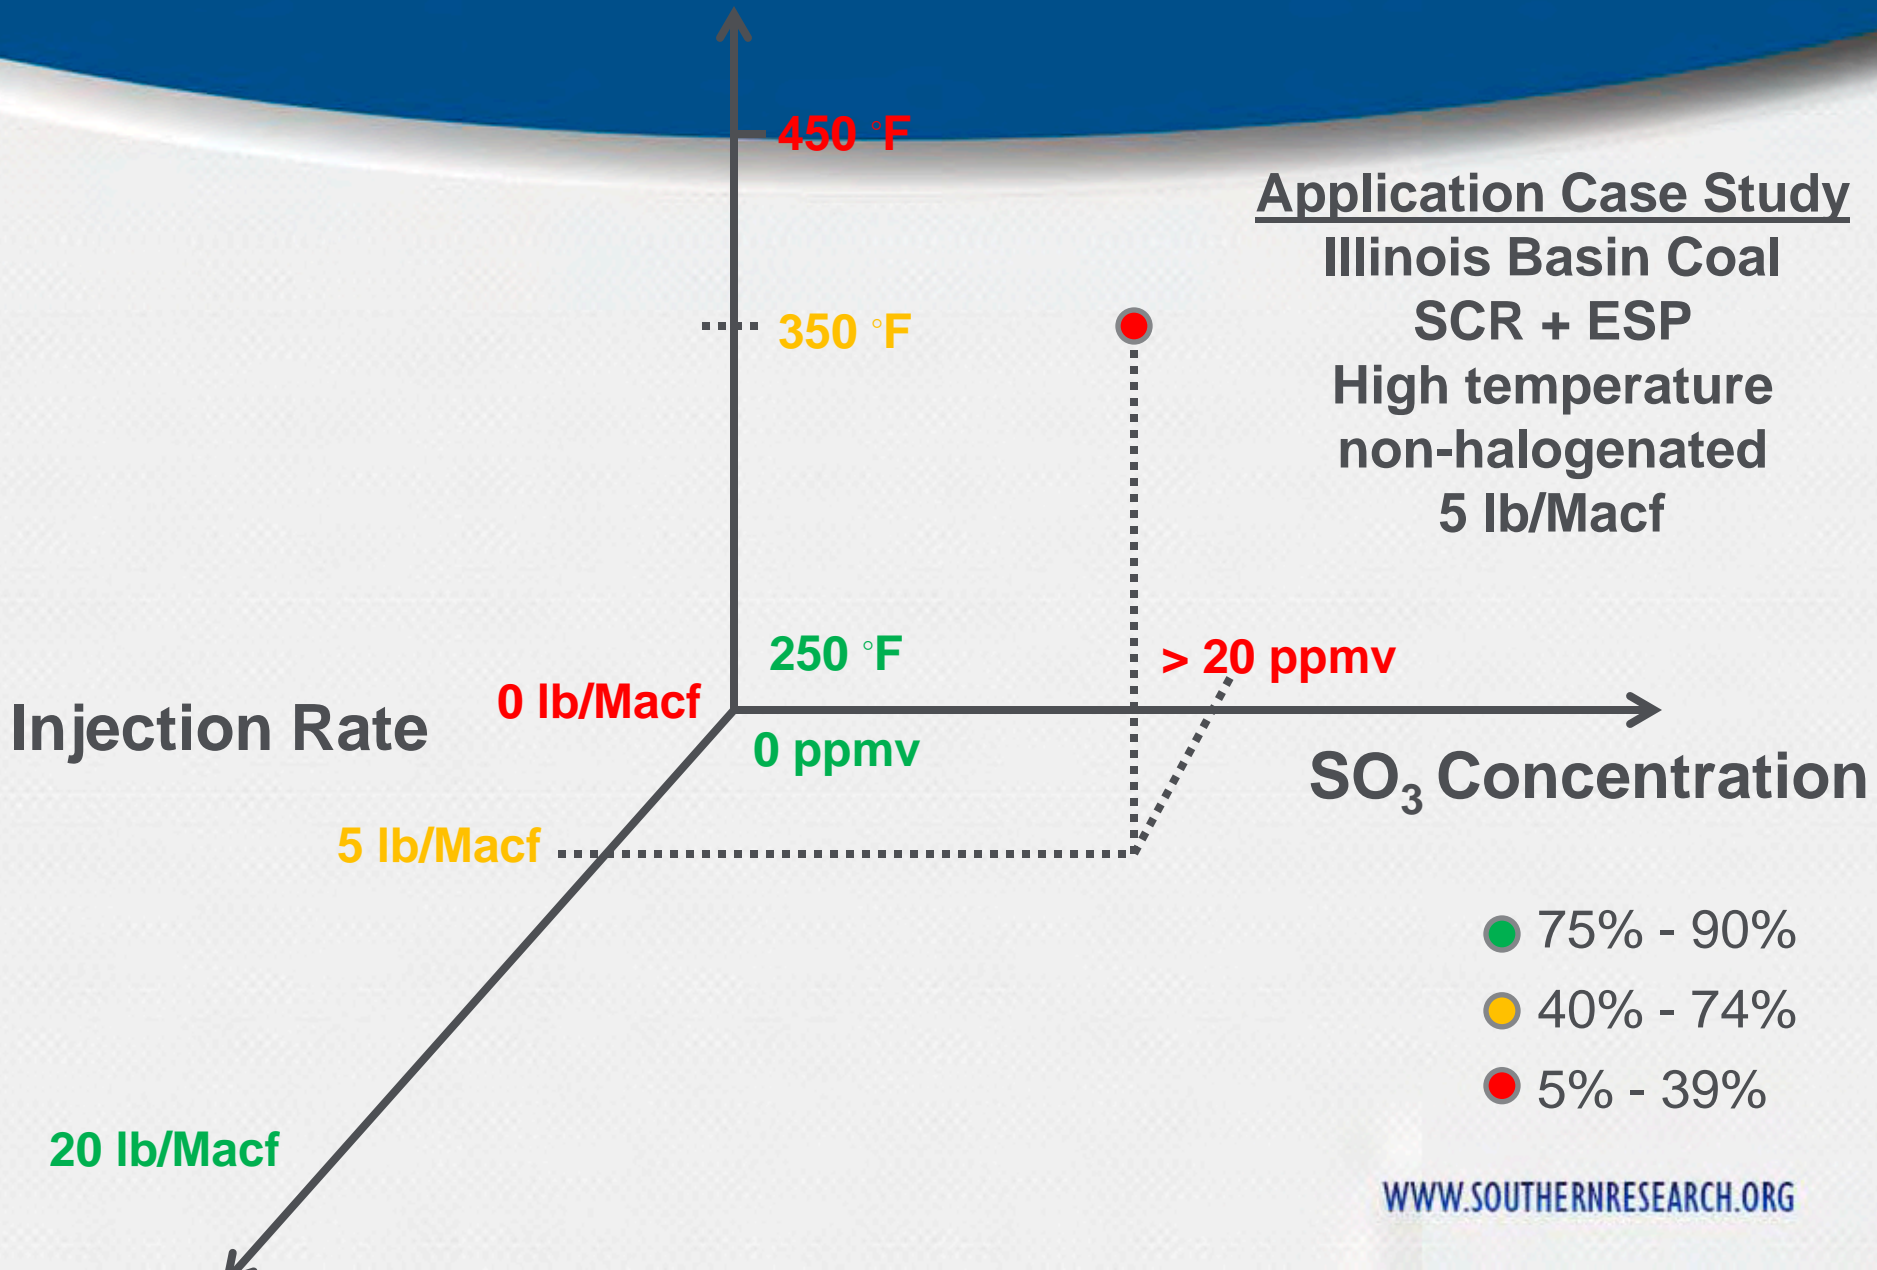 450 °F
Application Case Study
Illinois Basin Coal
SCR + ESP
350 °F
High temperature
non-halogenated
5 lb/Macf
250 °F
> 20 ppmv
0 lb/Macf
Injection Rate
0 ppmv
SO₃ Concentration
5 lb/Macf
75% - 90%
40% - 74%
5% - 39%
20 lb/Macf
WWW.SOUTHERNRESEARCH.ORG